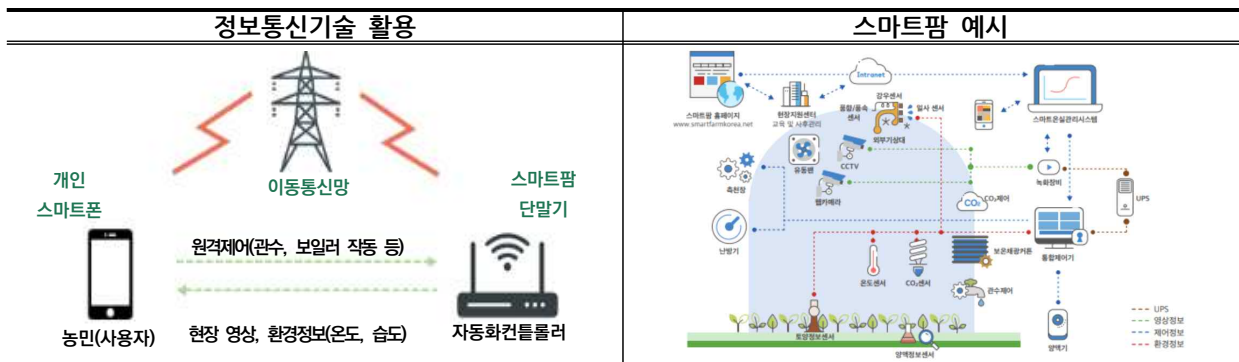 정보통신기술 활용
스마트팜 예시
개인
스마트폰
이동통신망
스마트팜
단말기
원격제어(관수, 보일러 작동 등)
농민(사용자)
현장 영상, 환경정보(온도, 습도)
자동화컨틀롤러
Intranet
스마트팜 홈페이지
www.smartfarmkorea.net
현장지원센터
교육 및 사후관리
강우센서
풍향/풍속
센서
일사 센서
외부기상대
스마트온실관리시스템
유동팬
CCTV
측천장
웹카메라
녹화장비
UPS
CO₂
CO₂제어
난방기
온도센서
CO₂센서
보온채광커튼
통합제어기
관수제어
토양정보센서
양액정보센서
양액기
UPS
영상정보
제어정보
환경정보